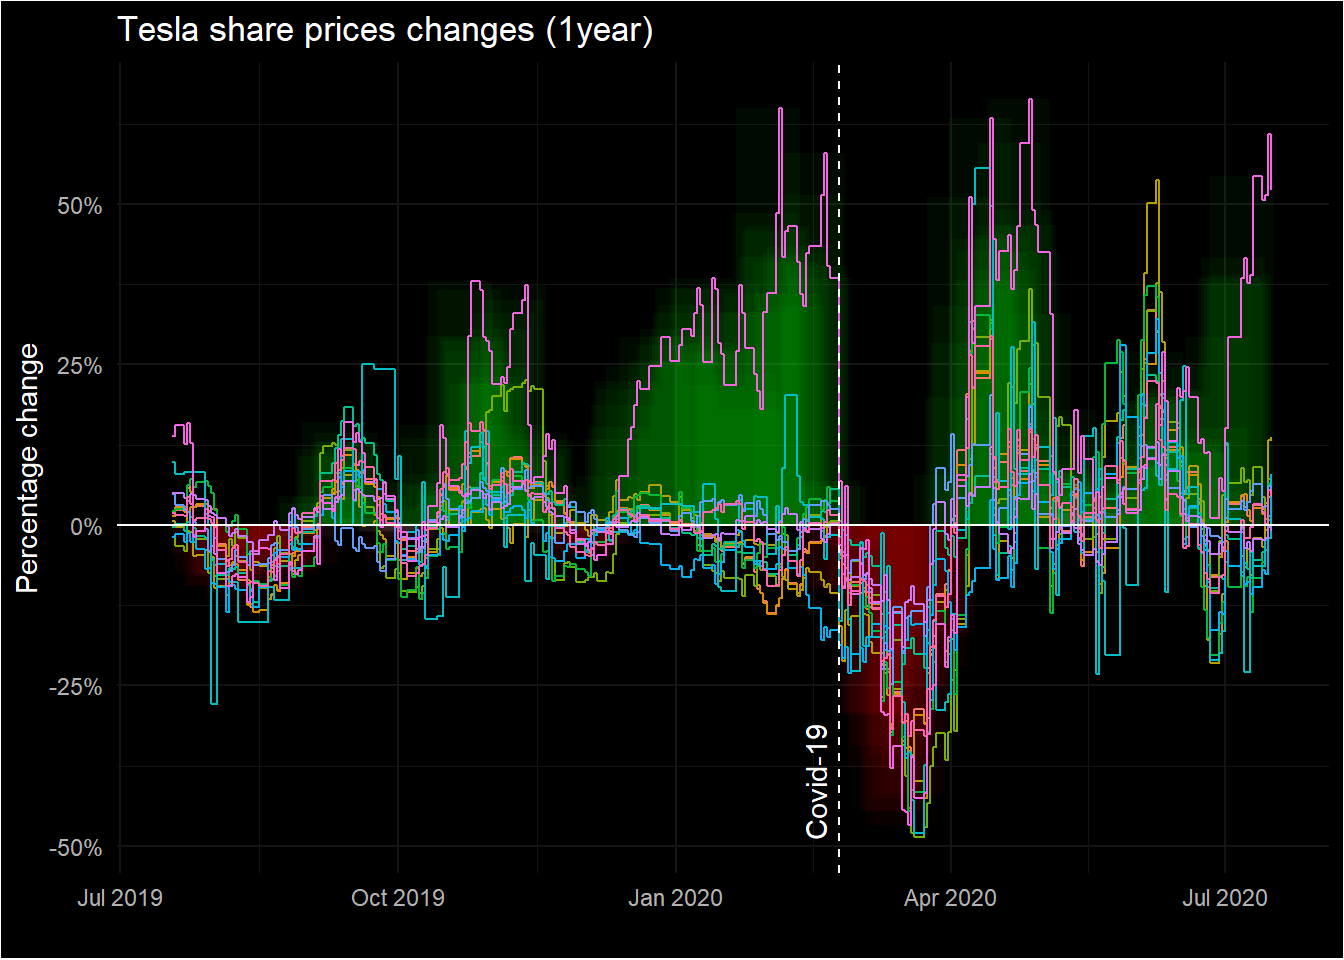 Tesla share prices changes (1year)
Percentage change
50%
25%
0%
-25%
-50%
Covid-19
Jul 2019
Oct 2019
Jan 2020
Apr 2020
Jul 2020